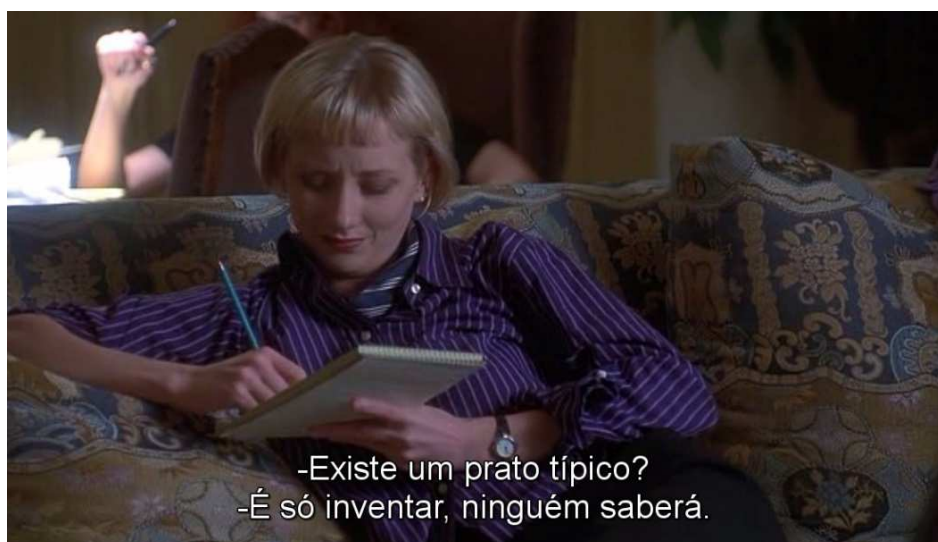 -Existe um prato típico?
-É só inventar, ninguém saberá.